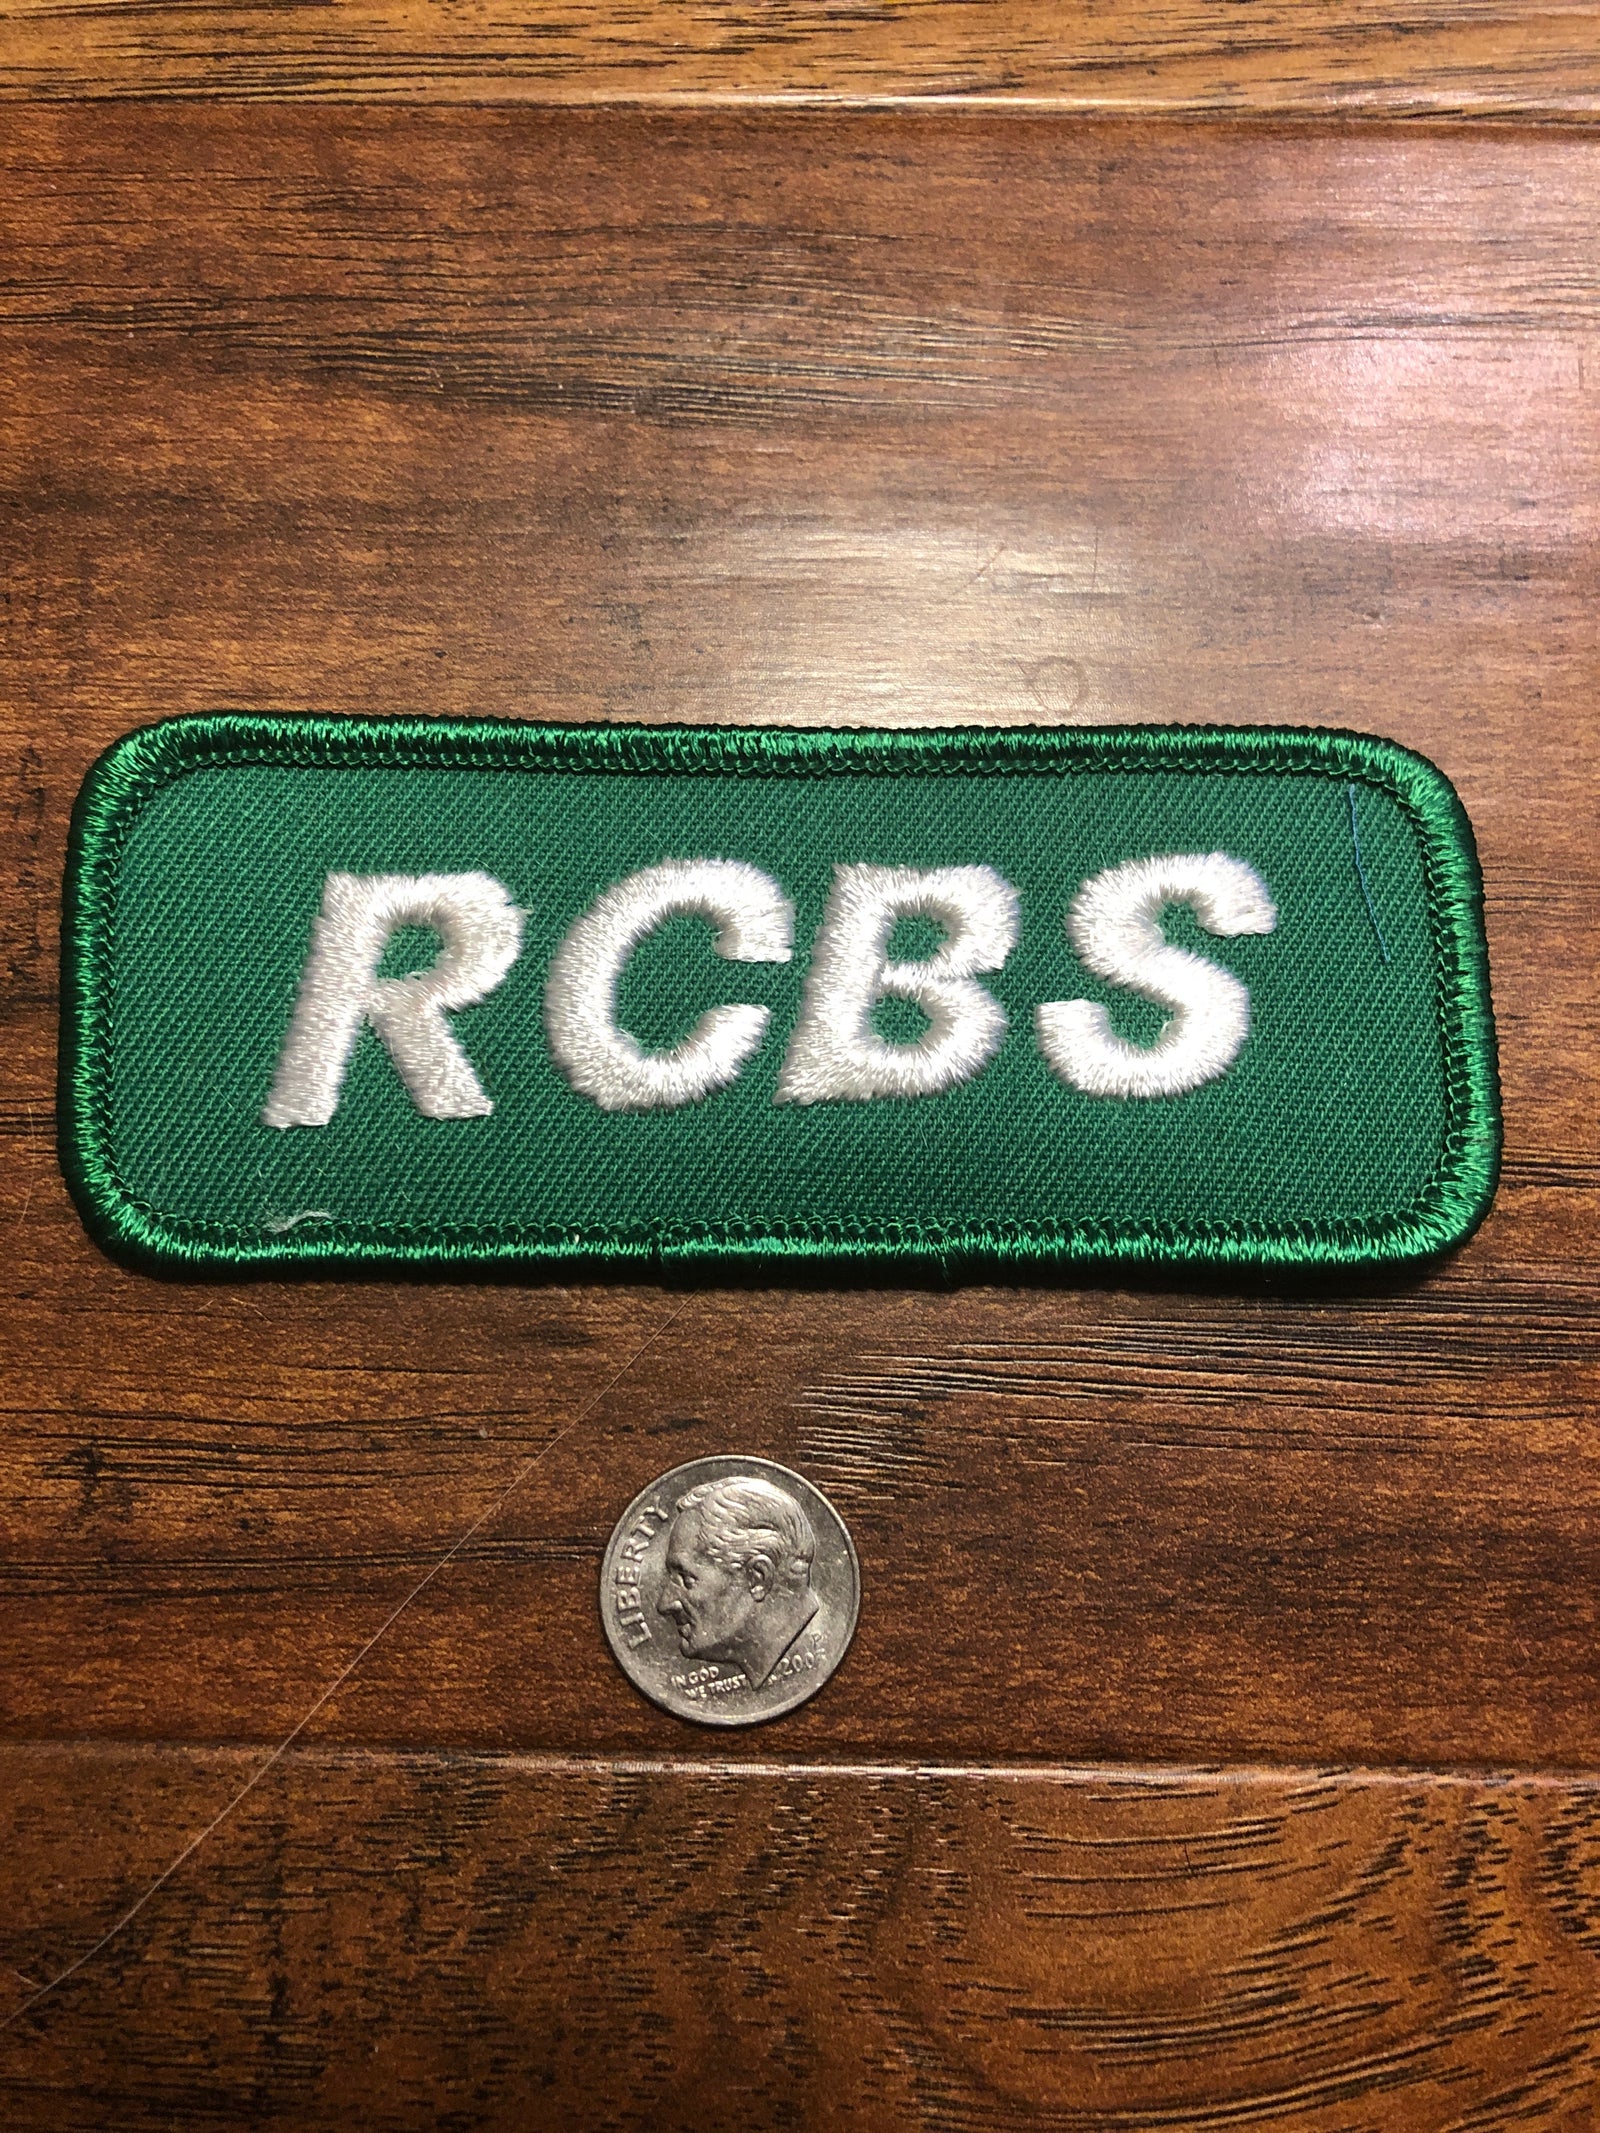 RCBS
LIBERTY
IN GOD
WE TRUST
P